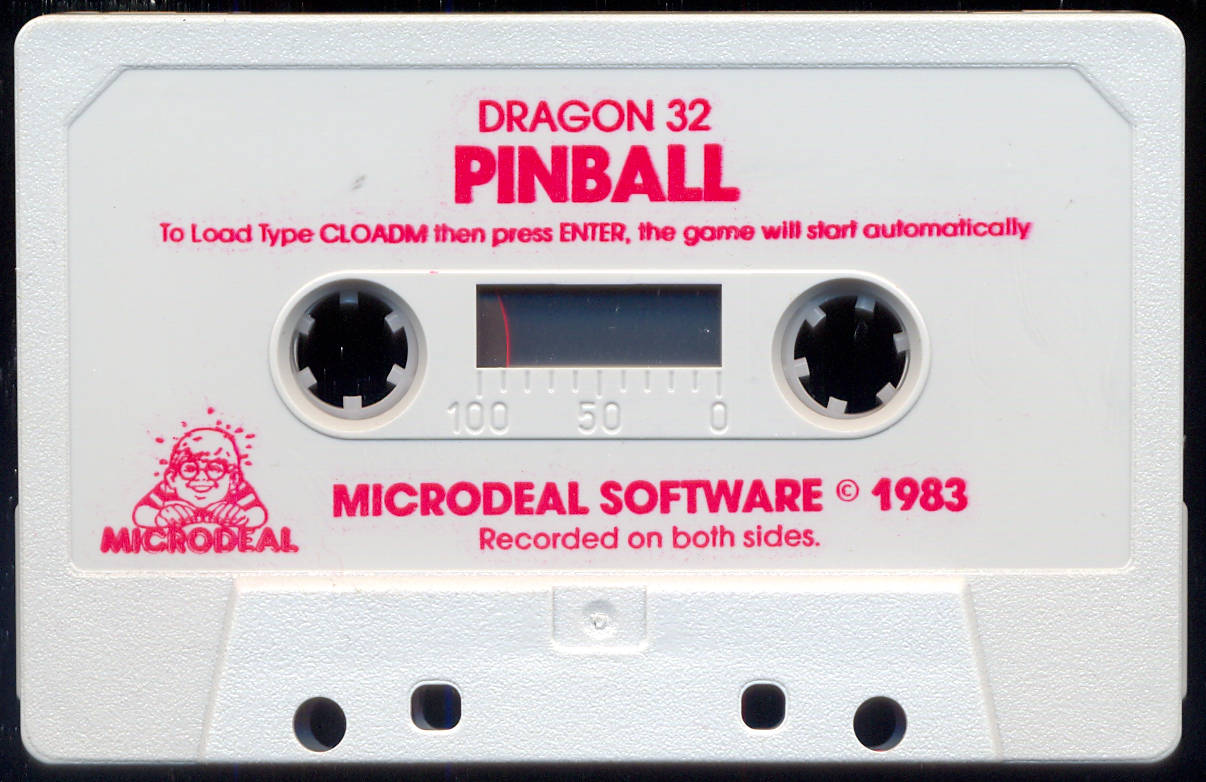 DRAGON 32
PINBALL
To Load Type CLOADM then press ENTER, the game will start automatically
100 50 0
MICRODEAL
MICRODEAL SOFTWARE © 1983
Recorded on both sides.